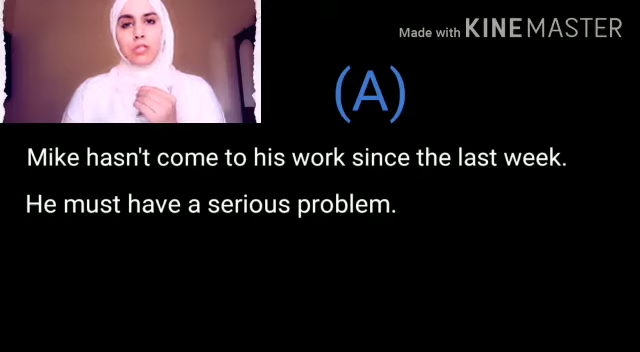 Made with KINEMASTER
(A)
Mike hasn't come to his work since the last week.
He must have a serious problem.